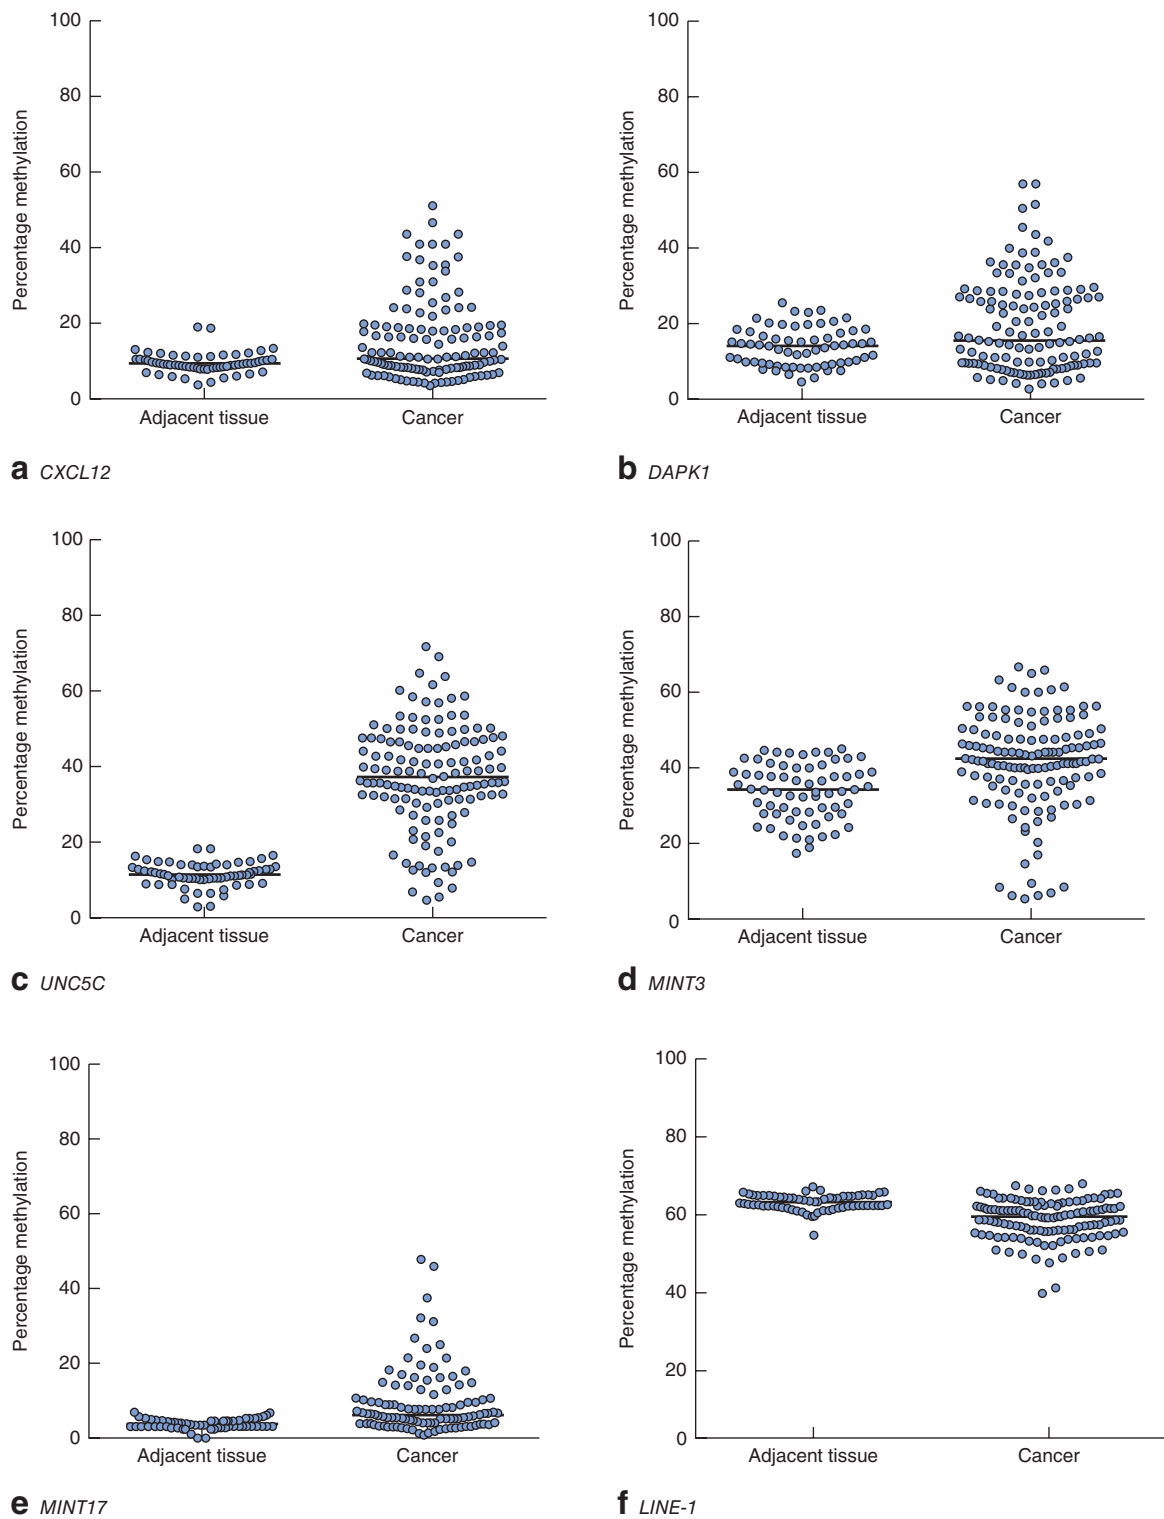 100
80
60
40
20
0
Percentage methylation
Adjacent tissue
Cancer
a CXCL12
100
80
60
40
20
0
Percentage methylation
Adjacent tissue
Cancer
b DAPK1
100
80
60
40
20
0
Percentage methylation
Adjacent tissue
Cancer
c UNC5C
100
80
60
40
20
0
Percentage methylation
Adjacent tissue
Cancer
d MINT3
100
80
60
40
20
0
Percentage methylation
Adjacent tissue
Cancer
e MINT17
100
80
60
40
20
0
Percentage methylation
Adjacent tissue
Cancer
f LINE-1